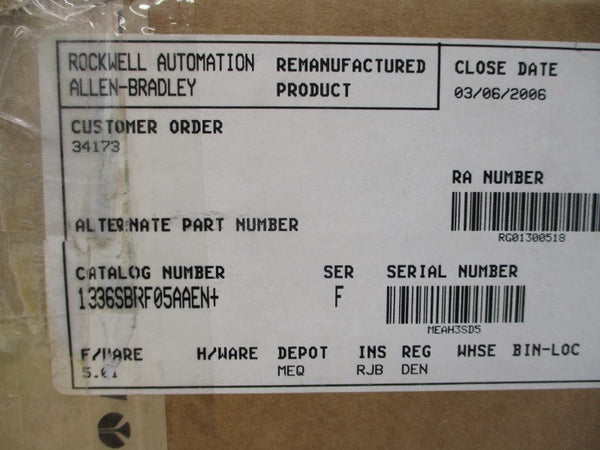 ROCKWELL AUTOMATION
ALLEN-BRADLEY
REMANUFACTURED
PRODUCT
CLOSE DATE
03/06/2006
CUSTOMER ORDER
34173
RA NUMBER
RG01300518
ALTERNATE PART NUMBER
CATALOG NUMBER
1336SBRF05AAEN+
SER
F
SERIAL NUMBER
MEAH3SD5
F/WARE
5.01
H/WARE
DEPOT
MEQ
INS
RJB
REG
DEN
WHSE
BIN-LOC